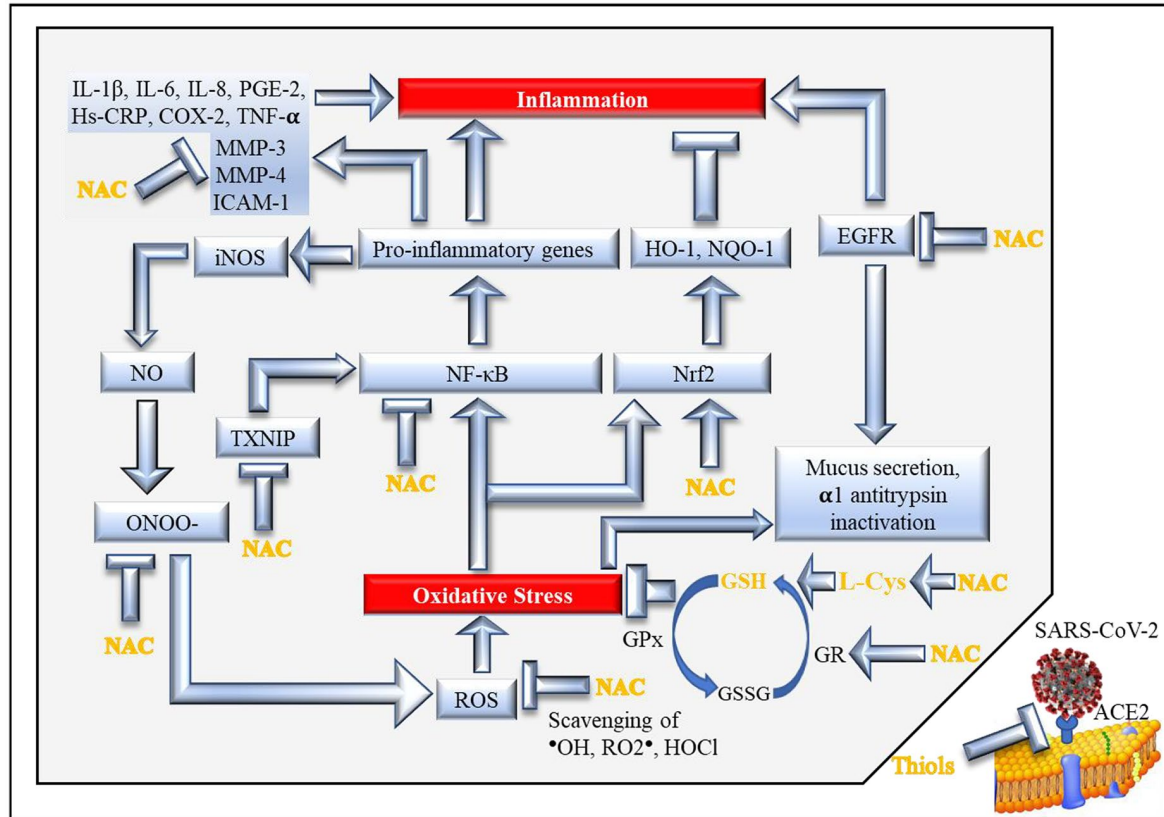 IL-1β, IL-6, IL-8, PGE-2,
Hs-CRP, COX-2, TNF-α
MMP-3
MMP-4
ICAM-1
NAC
Inflammation
iNOS
Pro-inflammatory genes
HO-1, NQO-1
EGFR
NAC
NO
NF-κB
Nrf2
TXNIP
NAC
NAC
Mucus secretion,
α1 antitrypsin
inactivation
ONOO-
NAC
NAC
Oxidative Stress
GSH
L-Cys
NAC
GPx
GR
NAC
GSSG
ROS
NAC
Scavenging of
•OH, RO2•, HOCl
SARS-CoV-2
ACE2
Thiols